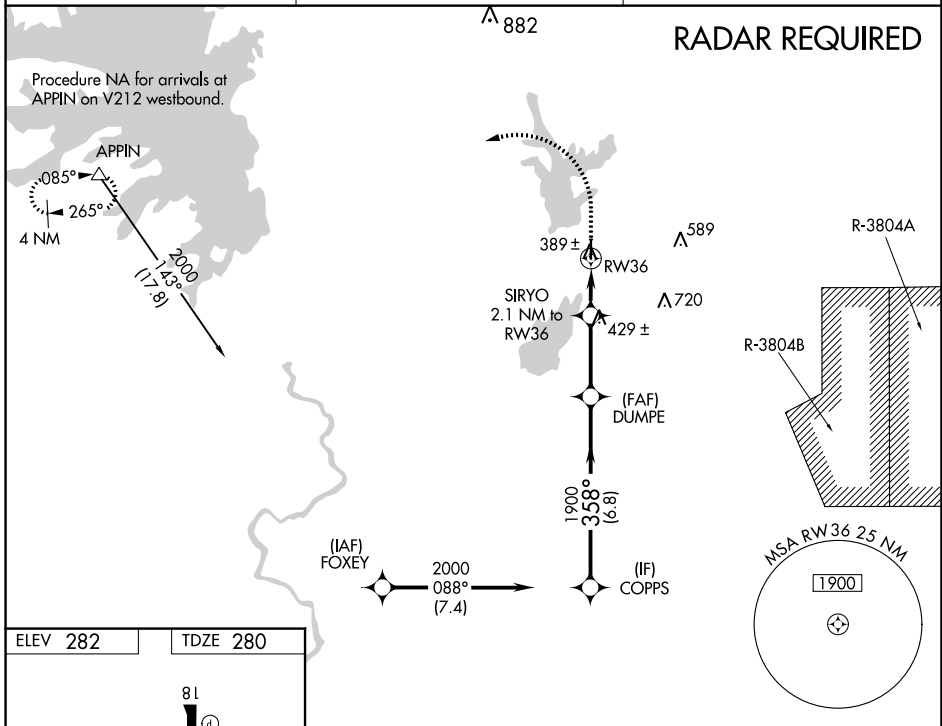 882
RADAR REQUIRED
Procedure NA for arrivals at
APPIN on V212 westbound.
APPIN
085°
265°
4 NM
2000
143°
(17.8)
389 ±
RW36
589
SIRYO
2.1 NM to
RW36
720
429 ±
R-3804A
R-3804B
(FAF)
DUMPE
1900
358°
(6.8)
(IAF)
FOXEY
2000
088°
(7.4)
(IF)
COPPS
MSA RW36 25 NM
1900
ELEV 282
TDZE 280
18
P